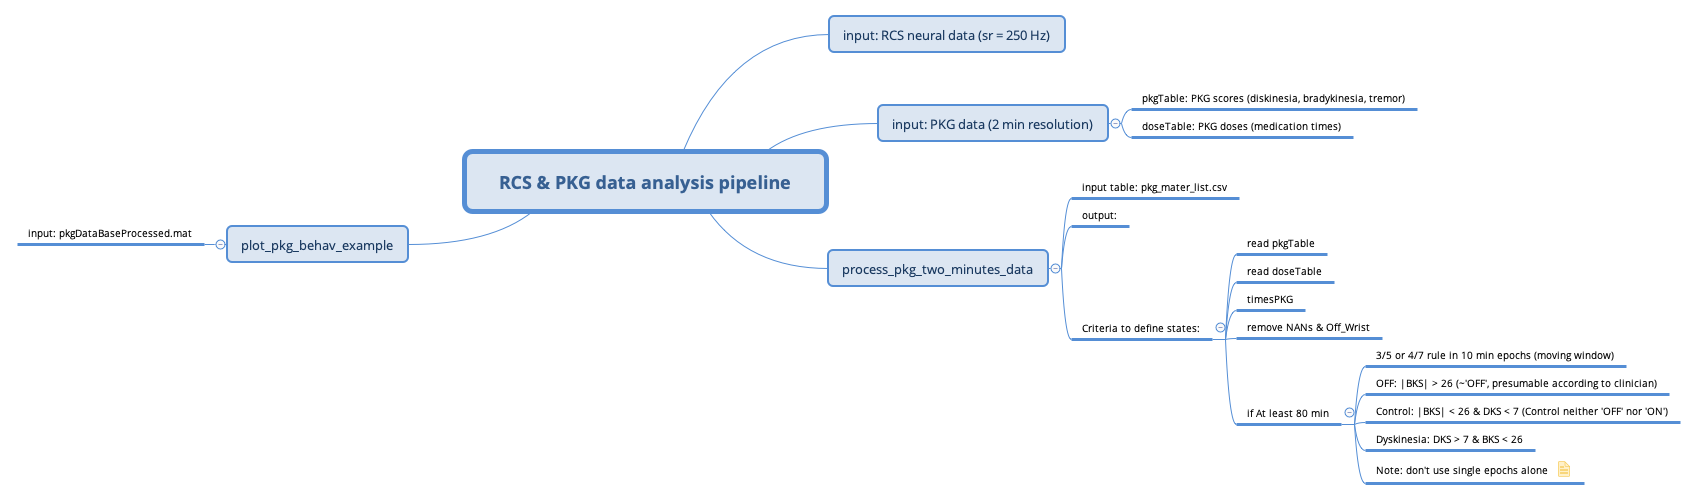 RCS & PKG data analysis pipeline
input: RCS neural data (sr = 250 Hz)
input: PKG data (2 min resolution)
pkgTable: PKG scores (diskinesia, bradykinesia, tremor)
doseTable: PKG doses (medication times)
process_pkg_two_minutes_data
input table: pkg_mater_list.csv
output:
Criteria to define states:
read pkgTable
read doseTable
timesPKG
remove NANs & Off_Wrist
if At least 80 min
3/5 or 4/7 rule in 10 min epochs (moving window)
OFF: |BKS| > 26 (~'OFF', presumable according to clinician)
Control: |BKS| < 26 & DKS < 7 (Control neither 'OFF' nor 'ON')
Dyskinesia: DKS > 7 & BKS < 26
Note: don't use single epochs alone
plot_pkg_behav_example
input: pkgDataBaseProcessed.mat